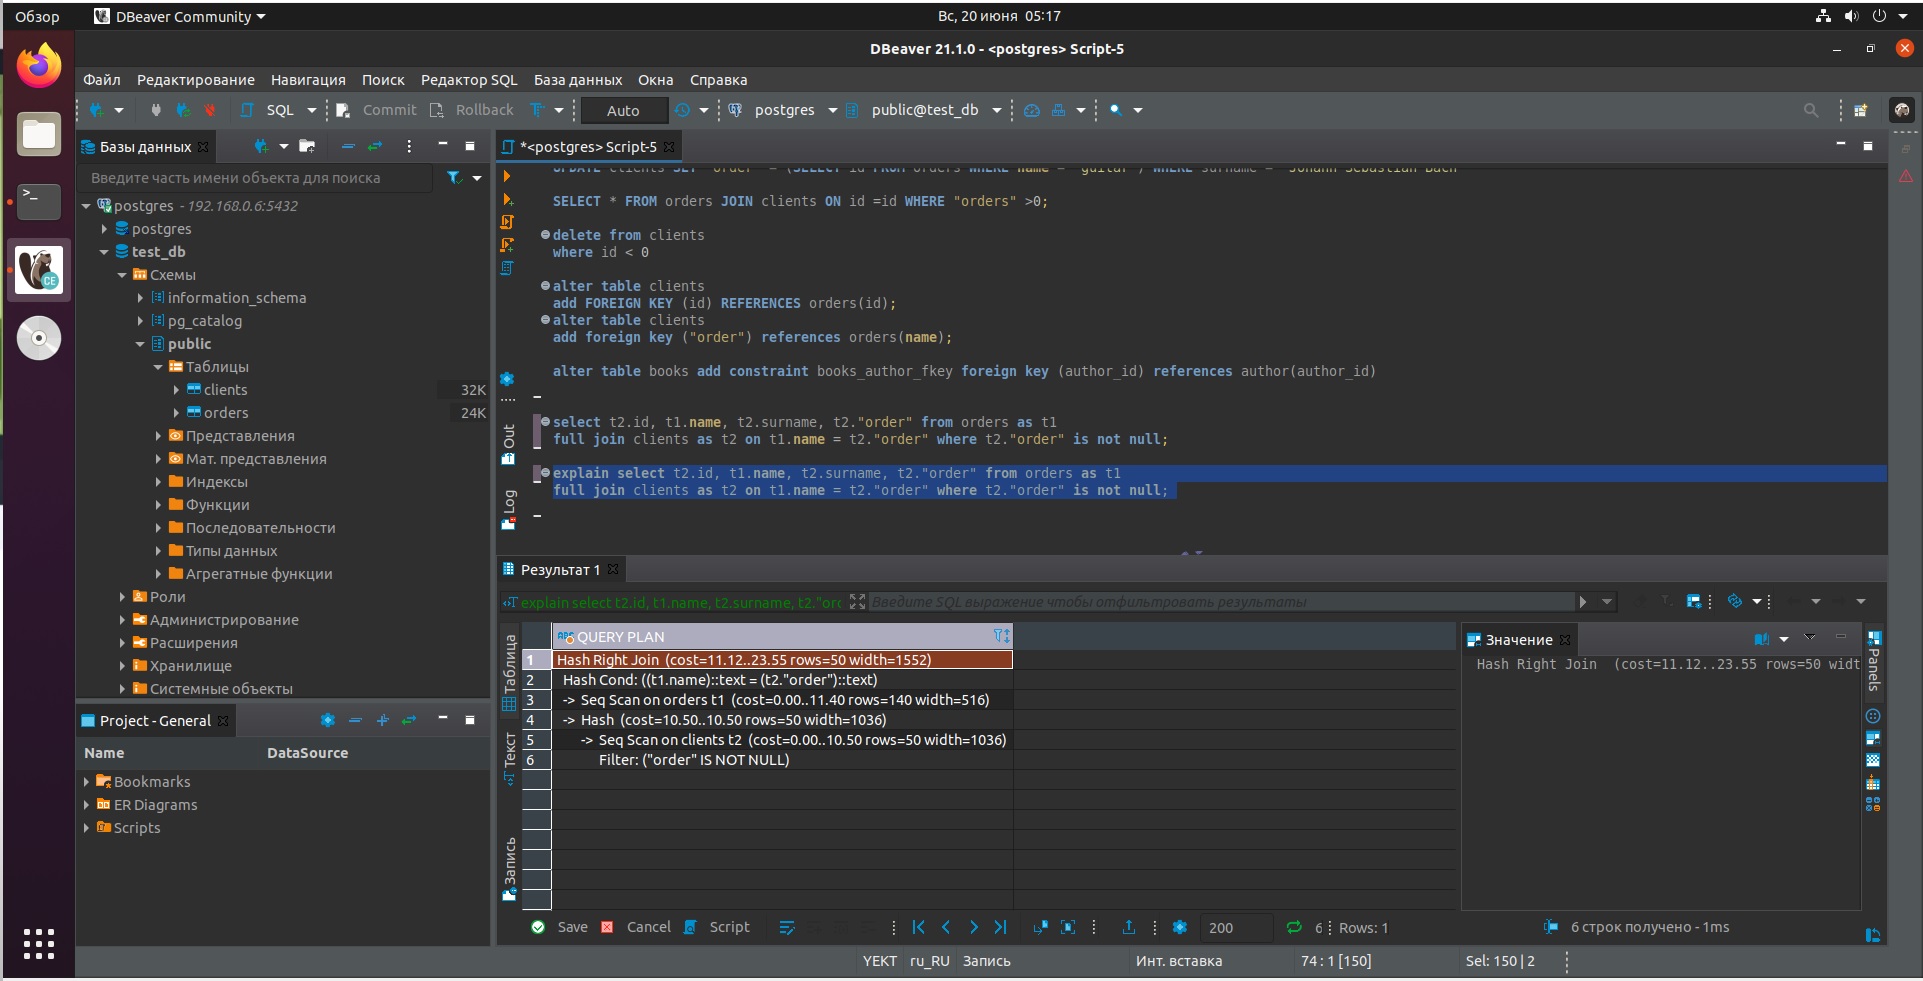 Обзор
DBeaver Community
Вс, 20 июня 05:17
DBeaver 21.1.0 - <postgres> Script-5
Файл Редактирование Навигация Поиск Редактор SQL База данных Окна Справка
SQL Commit Rollback Auto postgres public@test_db
Базы данных
Введите часть имени объекта для поиска
postgres - 192.168.0.6:5432
postgres
test_db
Схемы
information_schema
pg_catalog
public
Таблицы
clients 32K
orders 24K
Представления
Мат. представления
Индексы
Функции
Последовательности
Типы данных
Агрегатные функции
Роли
Администрирование
Расширения
Хранилище
Системные объекты
Project - General
Name DataSource
Bookmarks
ER Diagrams
Scripts
*<postgres> Script-5
UPDATE clients SET "order" = (SELECT id FROM orders WHERE name = 'guitar') WHERE surname = 'Johann Sebastian Bach'
SELECT * FROM orders JOIN clients ON id =id WHERE "orders" >0;
delete from clients
where id < 0
alter table clients
add FOREIGN KEY (id) REFERENCES orders(id);
alter table clients
add foreign key ("order") references orders(name);
alter table books add constraint books_author_fkey foreign key (author_id) references author(author_id)
select t2.id, t1.name, t2.surname, t2."order" from orders as t1
full join clients as t2 on t1.name = t2."order" where t2."order" is not null;
explain select t2.id, t1.name, t2.surname, t2."order" from orders as t1
full join clients as t2 on t1.name = t2."order" where t2."order" is not null;
Out
Log
Результат 1
explain select t2.id, t1.name, t2.surname, t2."orc
Введите SQL выражение чтобы отфильтровать результаты
Таблица
Текст
Запись
QUERY PLAN
1 Hash Right Join (cost=11.12..23.55 rows=50 width=1552)
2 Hash Cond: ((t1.name)::text = (t2."order")::text)
3 -> Seq Scan on orders t1 (cost=0.00..11.40 rows=140 width=516)
4 -> Hash (cost=10.50..10.50 rows=50 width=1036)
5 -> Seq Scan on clients t2 (cost=0.00..10.50 rows=50 width=1036)
6 Filter: ("order" IS NOT NULL)
Значение
Hash Right Join (cost=11.12..23.55 rows=50 widt
Panels
Save Cancel Script 200 6 Rows: 1
6 строк получено - 1ms
YEKT ru_RU Запись Инт. вставка 74 : 1 [150] Sel: 150 | 2